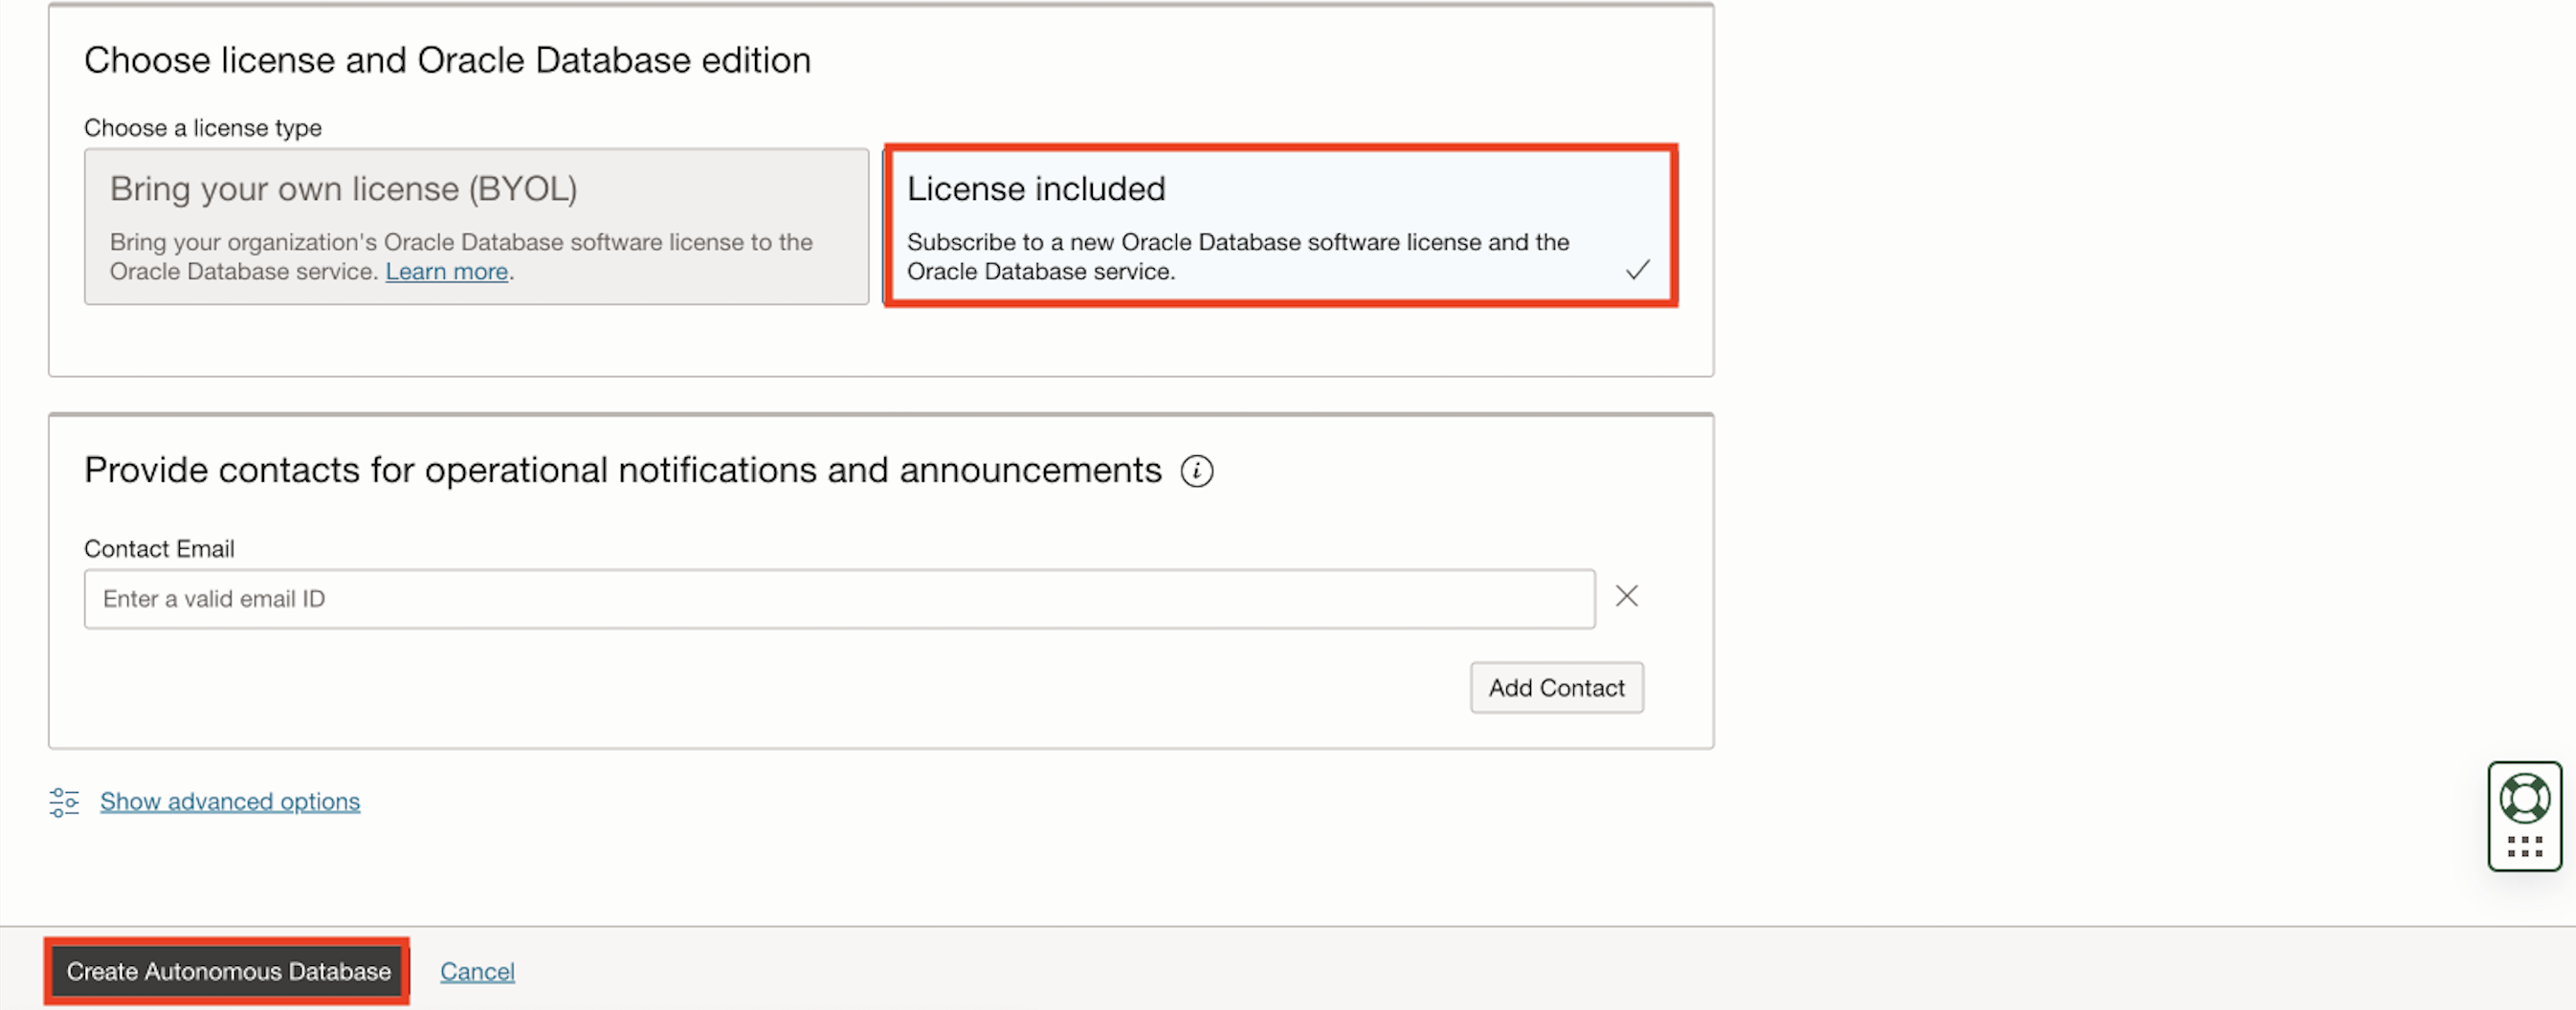 Choose license and Oracle Database edition
Choose a license type
Bring your own license (BYOL)
Bring your organization's Oracle Database software license to the
Oracle Database service. Learn more.
License included
Subscribe to a new Oracle Database software license and the
Oracle Database service.
Provide contacts for operational notifications and announcements
Contact Email
Enter a valid email ID
Add Contact
Show advanced options
Create Autonomous Database
Cancel